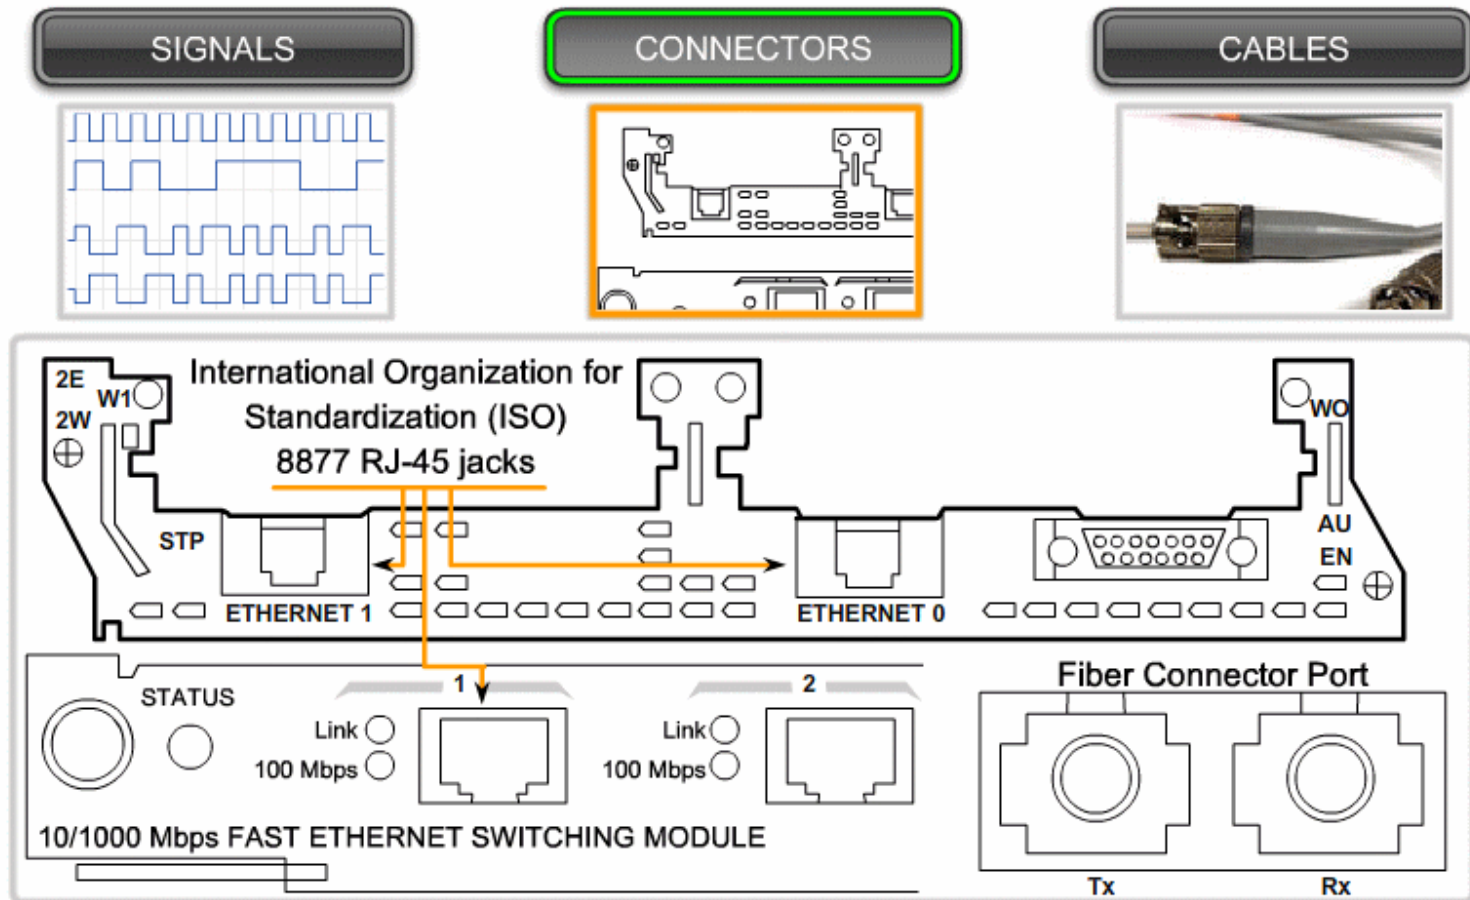 SIGNALS
CONNECTORS
CABLES
2E
W1
2W
International Organization for
Standardization (ISO)
8877 RJ-45 jacks
WO
STP
AU
EN
ETHERNET 1
ETHERNET 0
STATUS
1
2
Link
100 Mbps
Link
100 Mbps
10/1000 Mbps FAST ETHERNET SWITCHING MODULE
Fiber Connector Port
Tx
Rx